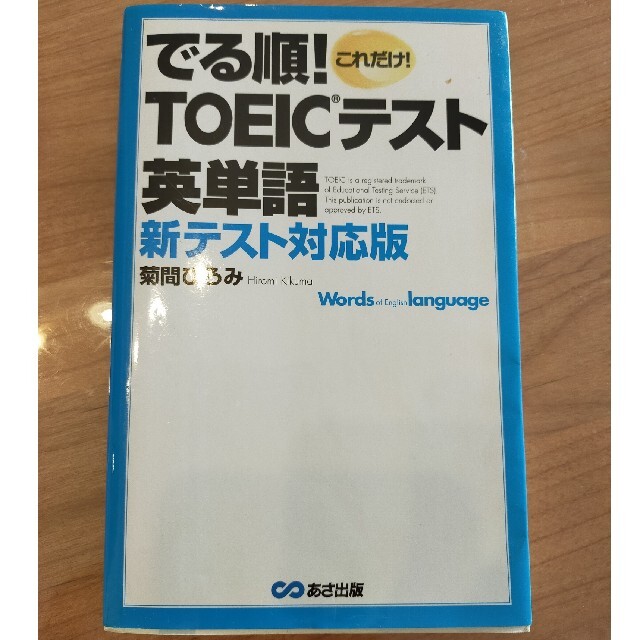 でる順！ これだけ！
TOEIC®テスト
英単語
TOEIC is a registered trademark
of Educational Testing Service (ETS).
This publication is not endorsed or
approved by ETS.
新テスト対応版
菊間ひろみ Hiromi Kikuma
Words of English language
あさ出版